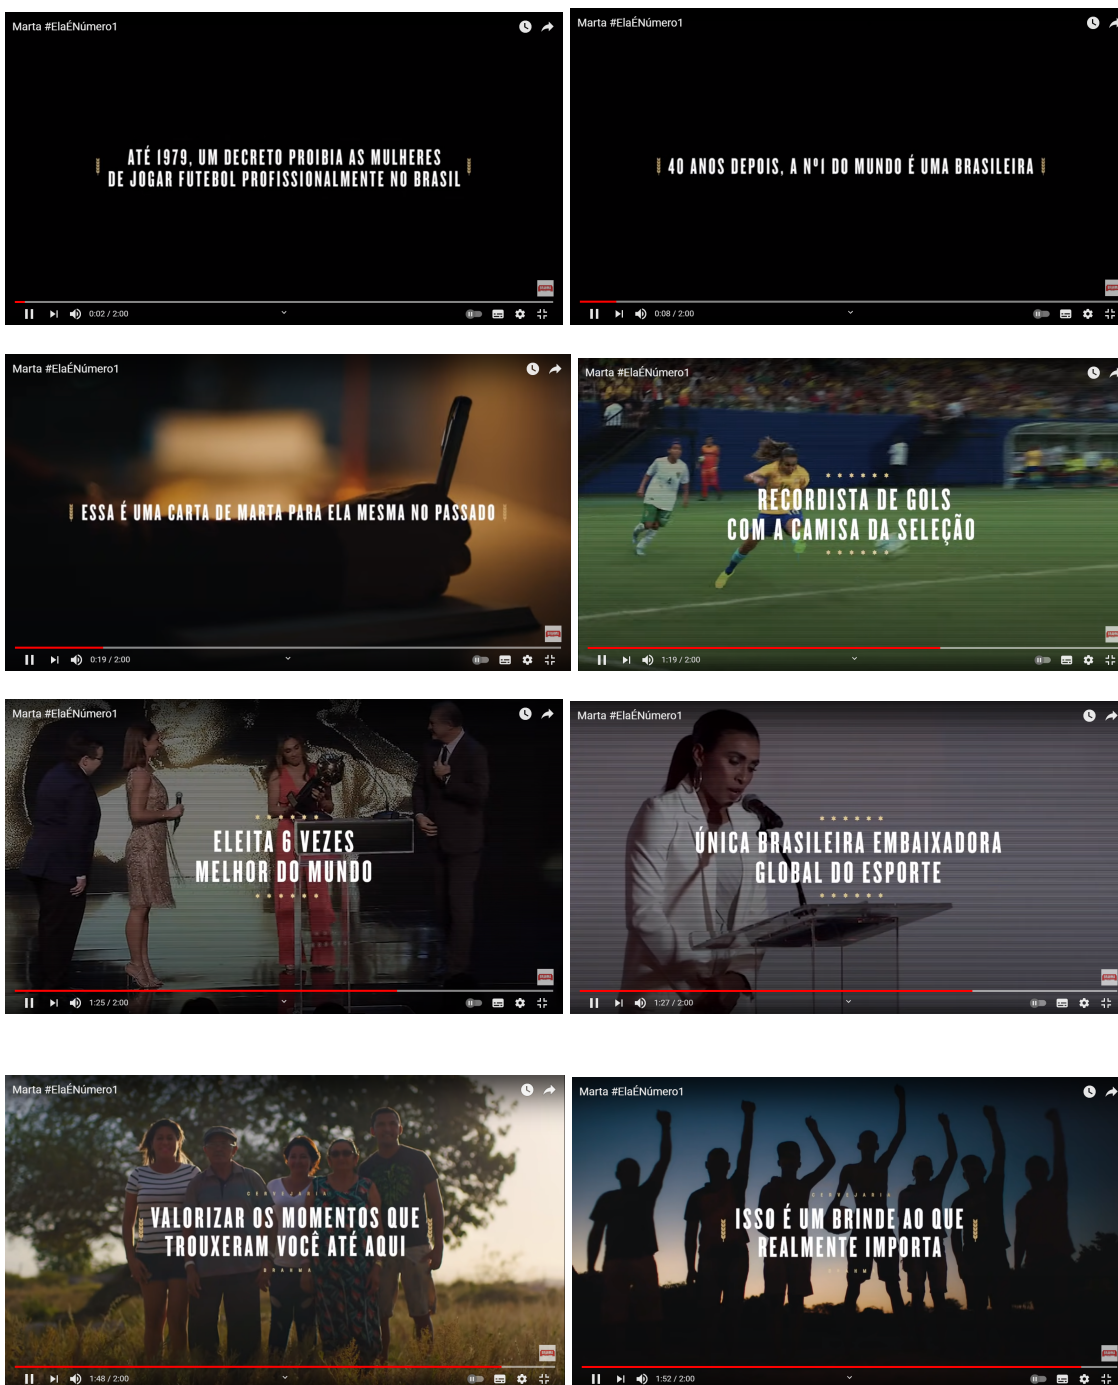 Marta #ElaÉNúmero1
ATÉ 1979, UM DECRETO PROIBIA AS MULHERES
DE JOGAR FUTEBOL PROFISSIONALMENTE NO BRASIL
0:02 / 2:00
Marta #ElaÉNúmero1
40 ANOS DEPOIS, A Nº1 DO MUNDO É UMA BRASILEIRA
0:08 / 2:00
Marta #ElaÉNúmero1
ESSA É UMA CARTA DE MARTA PARA ELA MESMA NO PASSADO
0:19 / 2:00
Marta #ElaÉNúmero1
RECORDISTA DE GOLS
COM A CAMISA DA SELEÇÃO
1:19 / 2:00
Marta #ElaÉNúmero1
ELEITA 6 VEZES
MELHOR DO MUNDO
1:25 / 2:00
Marta #ElaÉNúmero1
ÚNICA BRASILEIRA EMBAIXADORA
GLOBAL DO ESPORTE
1:27 / 2:00
Marta #ElaÉNúmero1
CERVEJARIA
VALORIZAR OS MOMENTOS QUE
TROUXERAM VOCÊ ATÉ AQUI
BRAHMA
1:48 / 2:00
Marta #ElaÉNúmero1
CERVEJARIA
ISSO É UM BRINDE AO QUE
REALMENTE IMPORTA
1:52 / 2:00